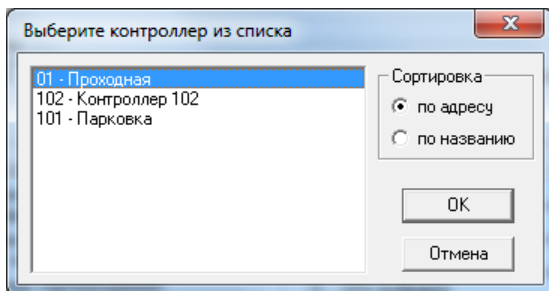 Выберите контроллер из списка
01 - Проходная
102 - Контроллер 102
101 - Парковка
Сортировка
по адресу
по названию
OK
Отмена